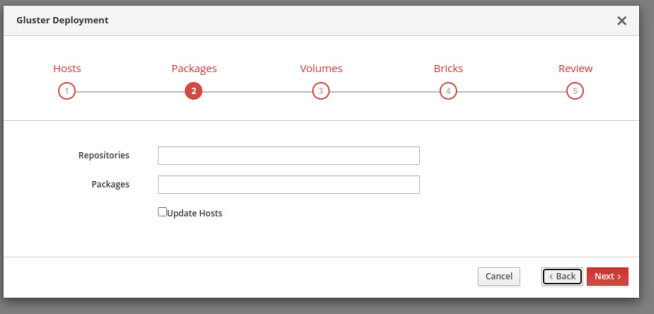 Gluster Deployment ×
Hosts Packages Volumes Bricks Review
1 2 3 4 5
Repositories
Packages
Update Hosts
Cancel ‹ Back Next ›